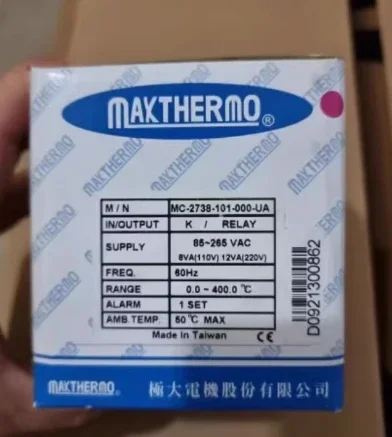 MAXTHERMO®
M / N MC-2738-101-000-UA
IN/OUTPUT K / RELAY
SUPPLY 85~265 VAC
8VA(110V) 12VA(220V)
FREQ. 60Hz
RANGE 0.0 ~ 400.0 ℃
ALARM 1 SET
AMB.TEMP. 50℃ MAX
Made In Taiwan CE
D0921300862
MAXTHERMO® 極大電機股份有限公司